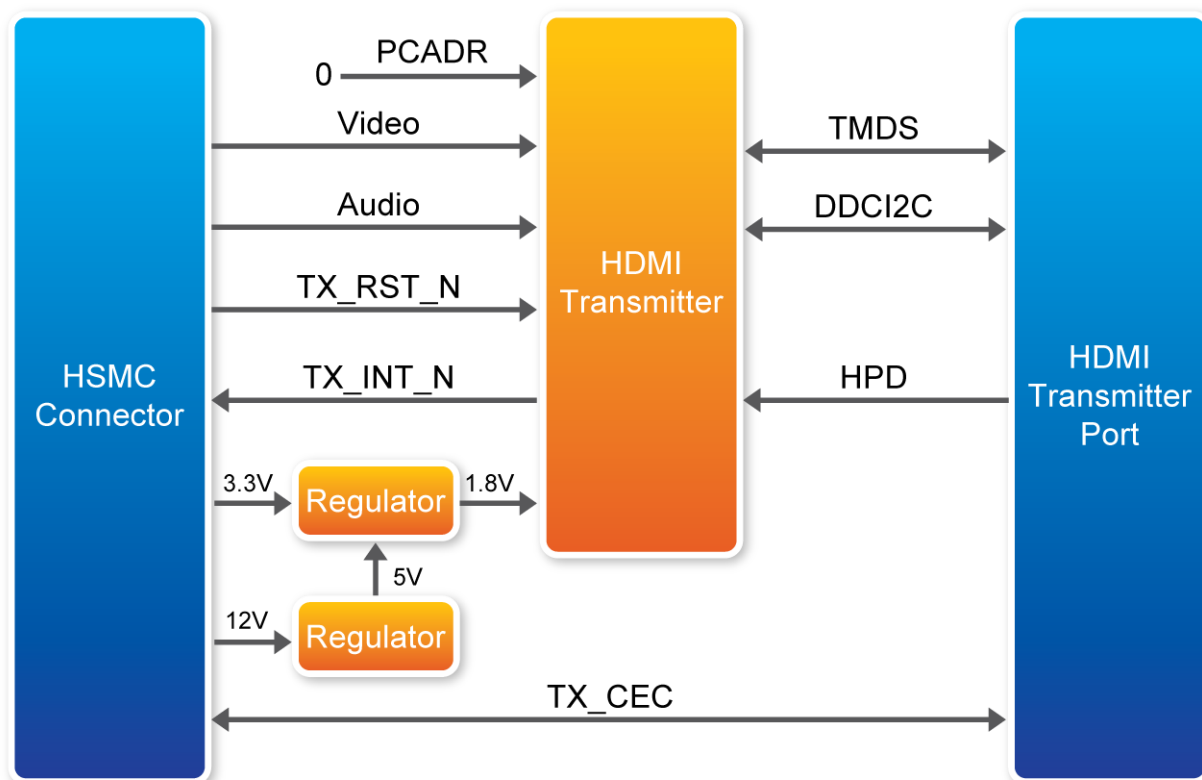 PCADR
0
Video
Audio
TX_RST_N
TX_INT_N
HSMC
Connector
3.3V
Regulator
1.8V
5V
12V
Regulator
HDMI
Transmitter
TMDS
DDCI2C
HPD
HDMI
Transmitter
Port
TX_CEC